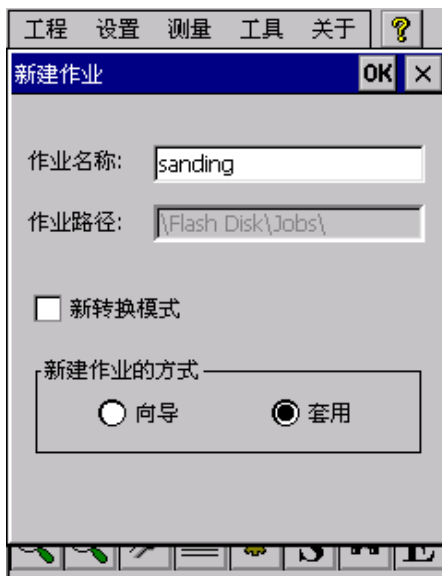 工程 设置 测量 工具 关于 ?
新建作业 OK ×
作业名称: sanding
作业路径: \Flash Disk\Jobs\
新转换模式
新建作业的方式
向导 套用